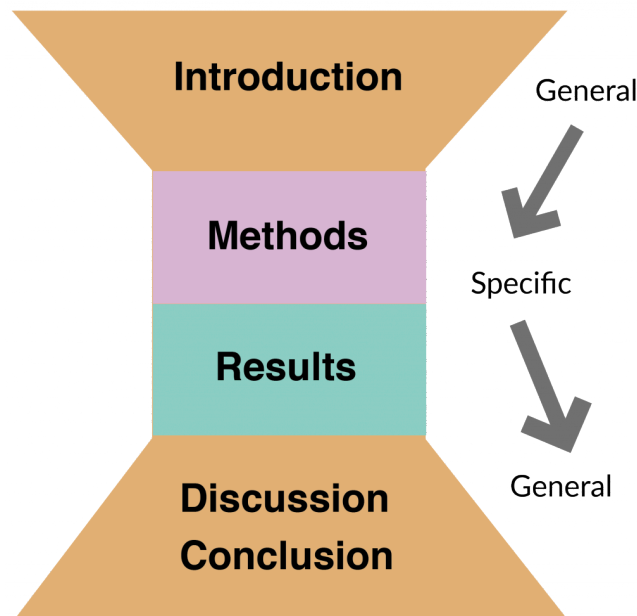 Introduction
General
Methods
Specific
Results
General
Discussion
Conclusion